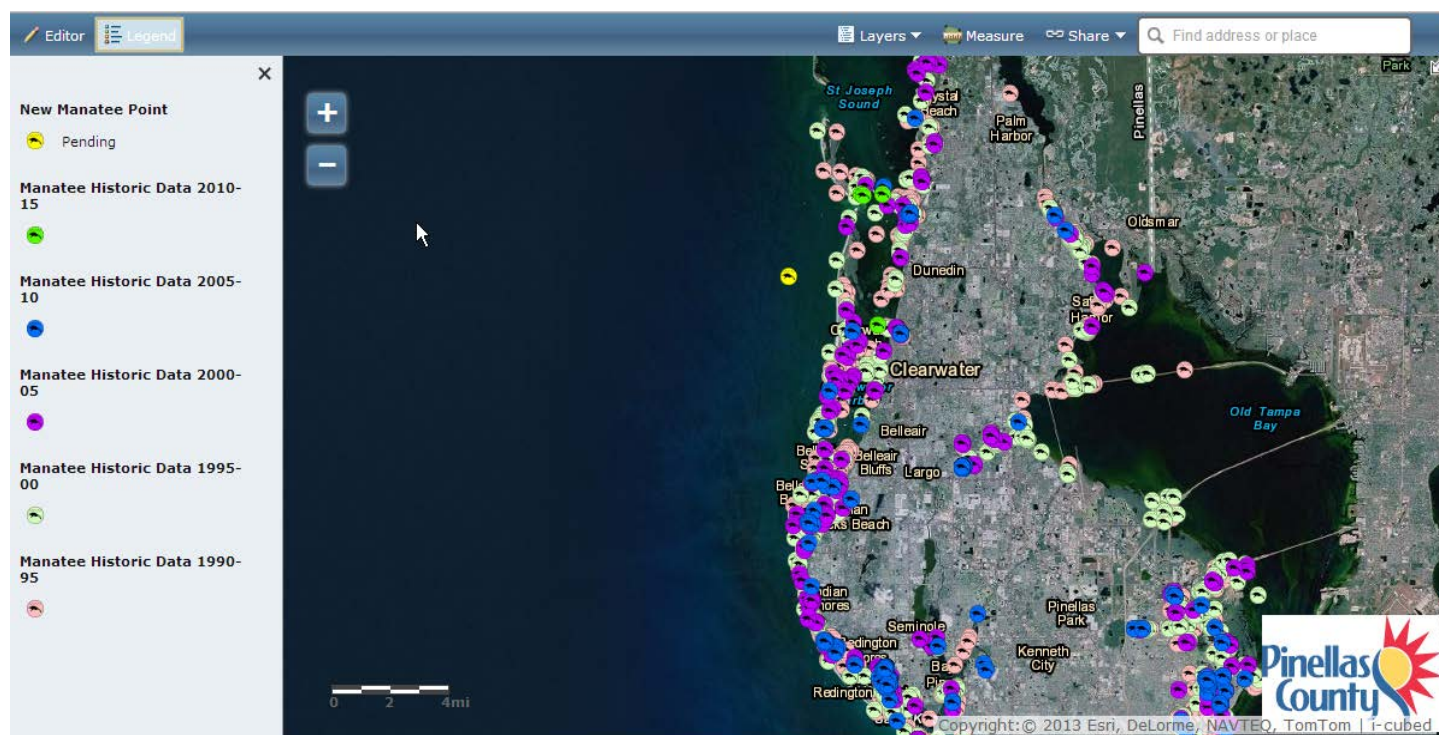 Editor
Legend
Layers
Measure
Share
Find address or place
New Manatee Point
Pending
Manatee Historic Data 2010-
15
Manatee Historic Data 2005-
10
Manatee Historic Data 2000-
05
Manatee Historic Data 1995-
00
Manatee Historic Data 1990-
95
+
−
Park
St Joseph
Sound
Palm
Harbor
Pinellas
Oldsmar
Dunedin
Clearwater
Old Tampa
Bay
Belleair
Belleair
Bluffs
Largo
Pinellas
Park
Seminole
Kenneth
City
Redington
0 2 4mi
Pinellas
County
Copyright:© 2013 Esri, DeLorme, NAVTEQ, TomTom | i-cubed